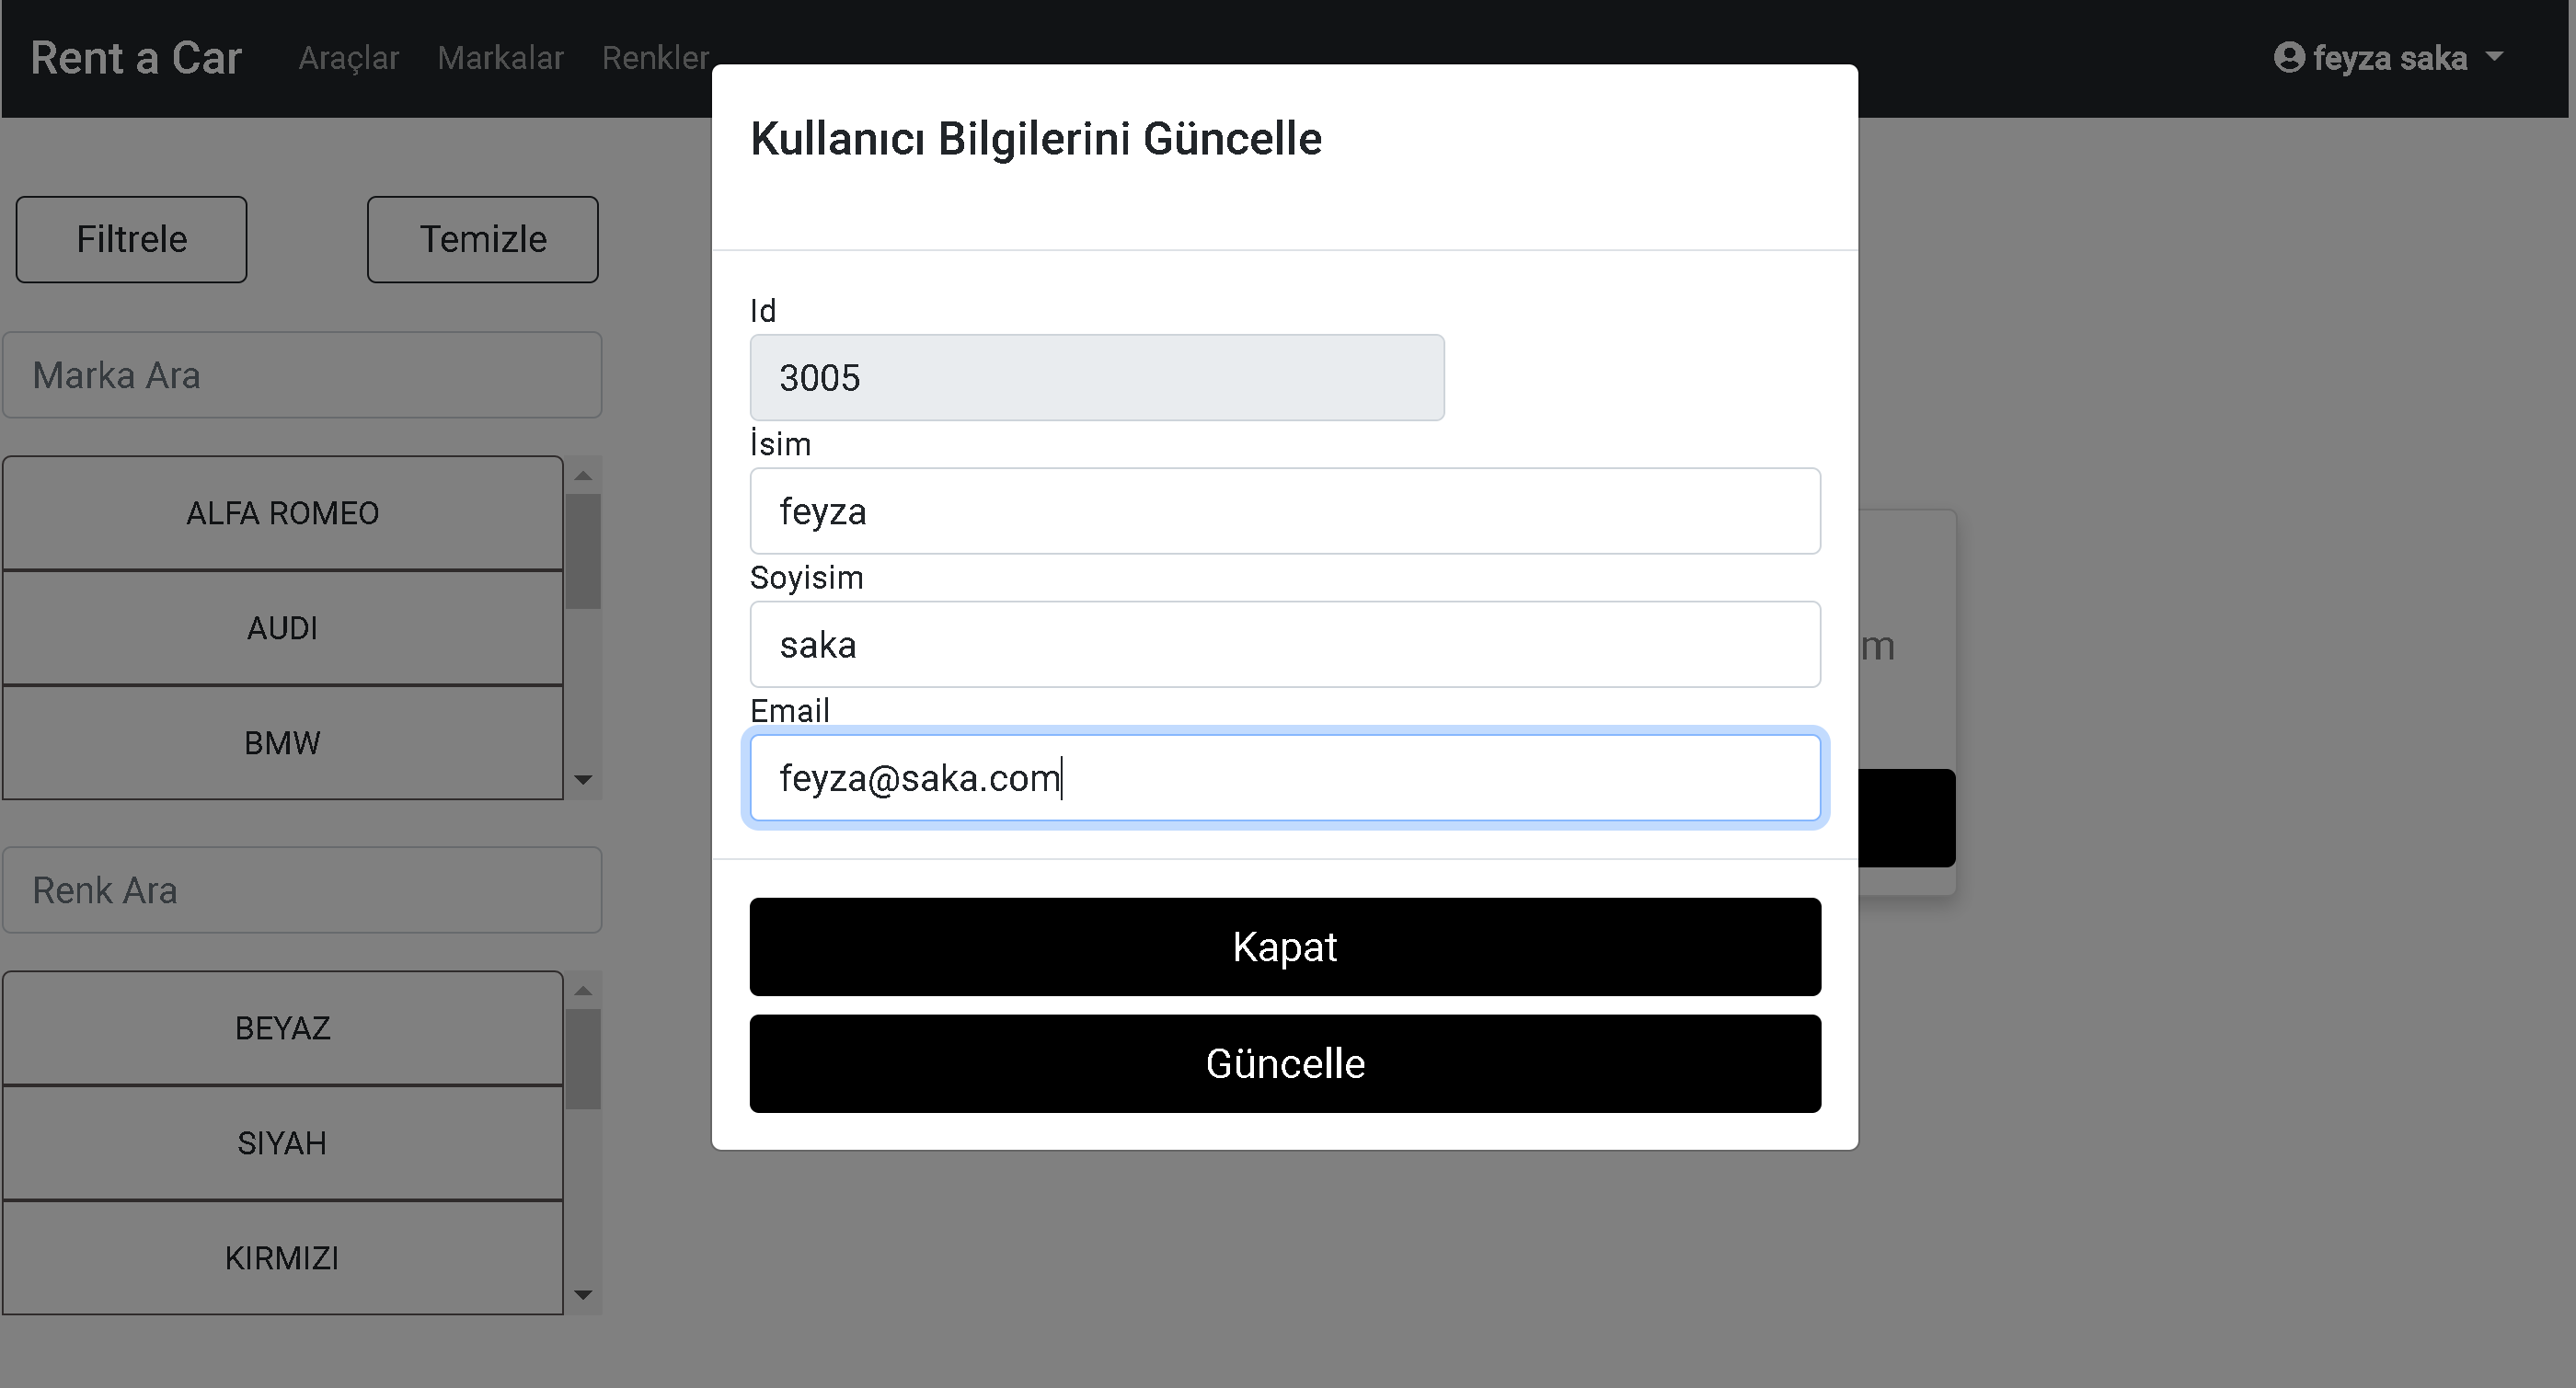 Rent a Car Araçlar Markalar Renkler feyza saka
Filtrele Temizle
Marka Ara
ALFA ROMEO
AUDI
BMW
Renk Ara
BEYAZ
SIYAH
KIRMIZI
Kullanıcı Bilgilerini Güncelle
Id
3005
İsim
feyza
Soyisim
saka
Email
feyza@saka.com
Kapat
Güncelle
m